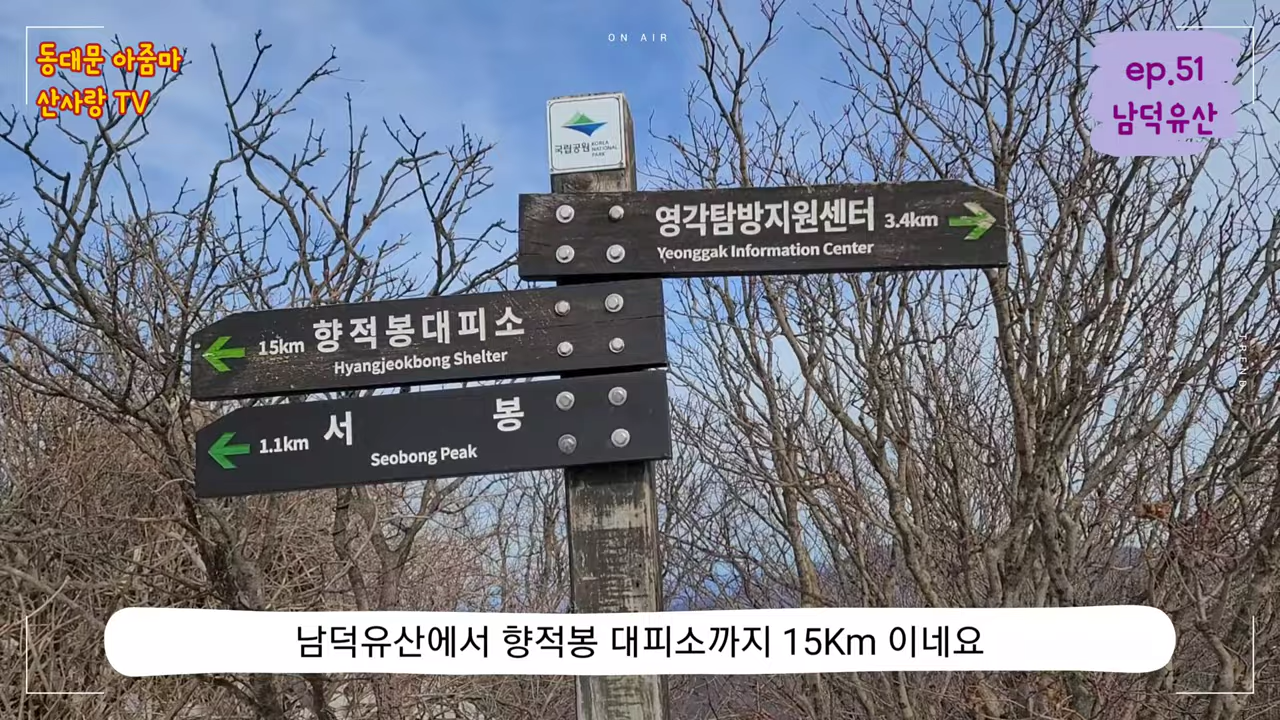 동대문 아줌마
산사랑 TV
ON AIR
ep.51
남덕유산
국립공원 KOREA NATIONAL PARK
영각탐방지원센터 3.4km
Yeonggak Information Center
15km 향적봉대피소
Hyangjeokbong Shelter
1.1km 서 봉
Seobong Peak
남덕유산에서 향적봉 대피소까지 15Km 이네요